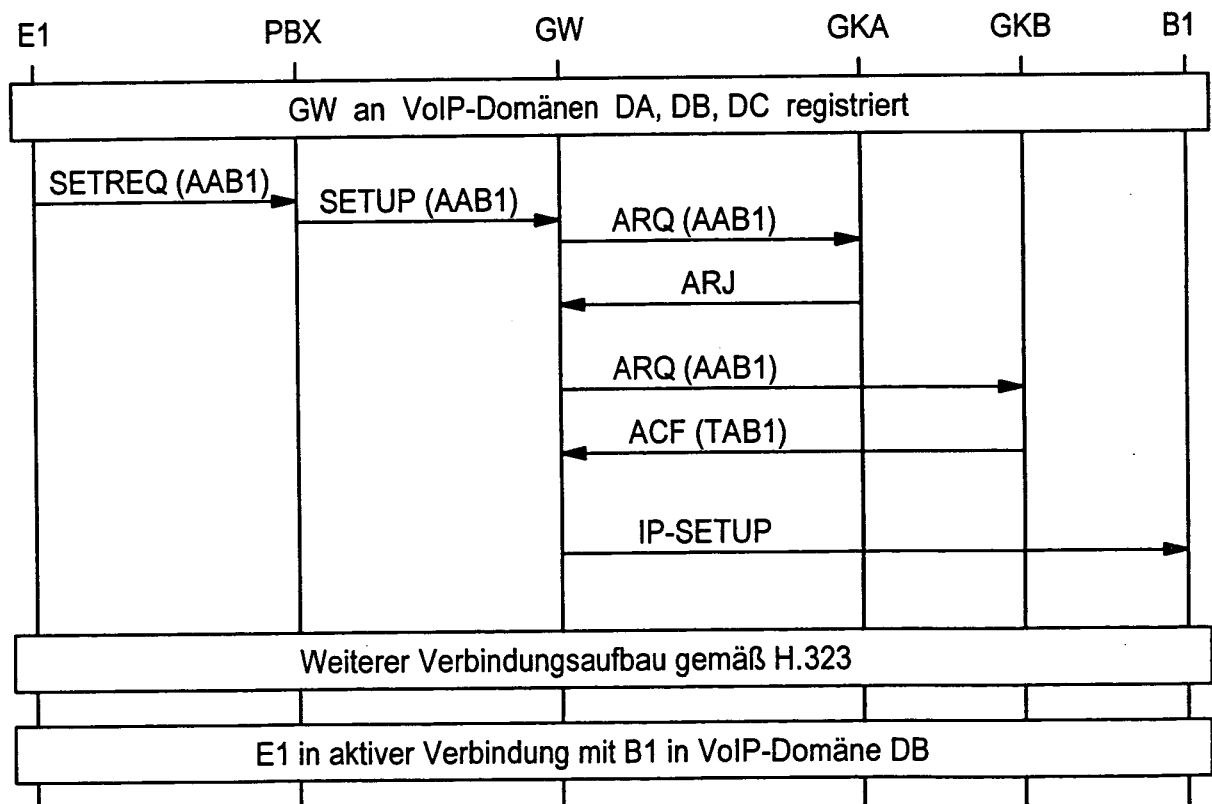 E1 PBX GW GKA GKB B1
GW an VoIP-Domänen DA, DB, DC registriert
SETREQ (AAB1)
SETUP (AAB1)
ARQ (AAB1)
ARJ
ARQ (AAB1)
ACF (TAB1)
IP-SETUP
Weiterer Verbindungsaufbau gemäß H.323
E1 in aktiver Verbindung mit B1 in VoIP-Domäne DB